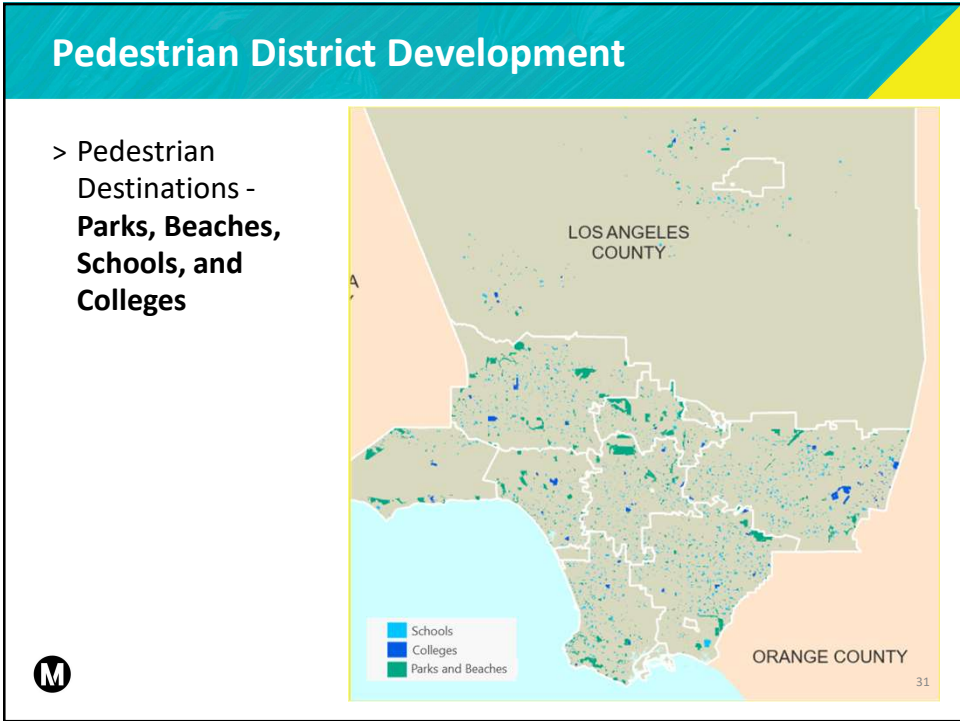 Pedestrian District Development
> Pedestrian
Destinations -
Parks, Beaches,
Schools, and
Colleges
LOS ANGELES
COUNTY
A
Schools
Colleges
Parks and Beaches
ORANGE COUNTY
M
31